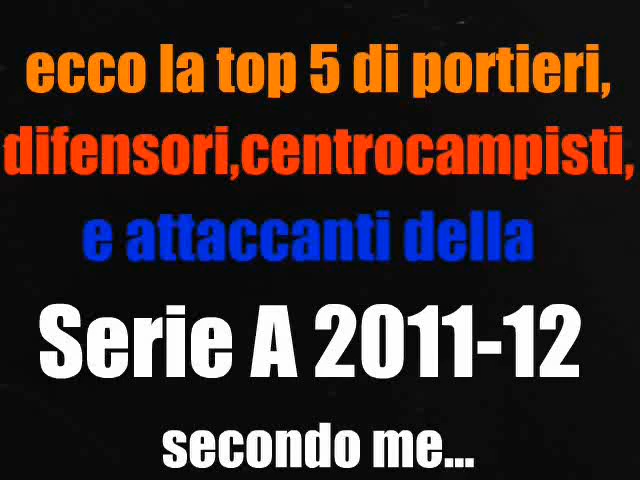 ecco la top 5 di portieri,
difensori,centrocampisti,
e attaccanti della
Serie A 2011-12
secondo me...